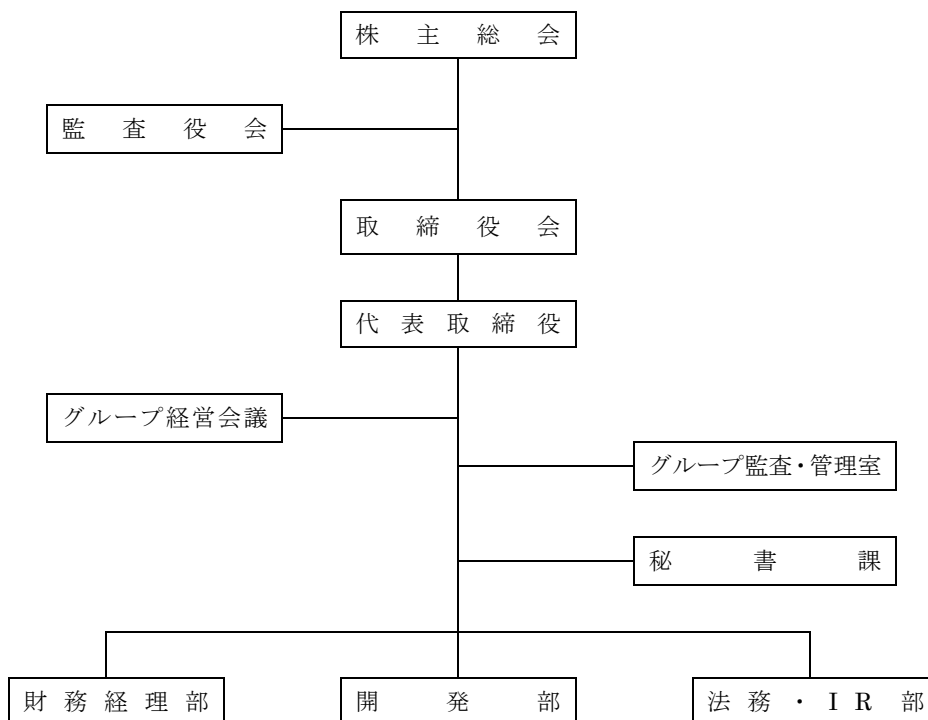 株主総会
監査役会
取締役会
代表取締役
グループ経営会議
グループ監査・管理室
秘書課
財務経理部
開発部
法務・IR部